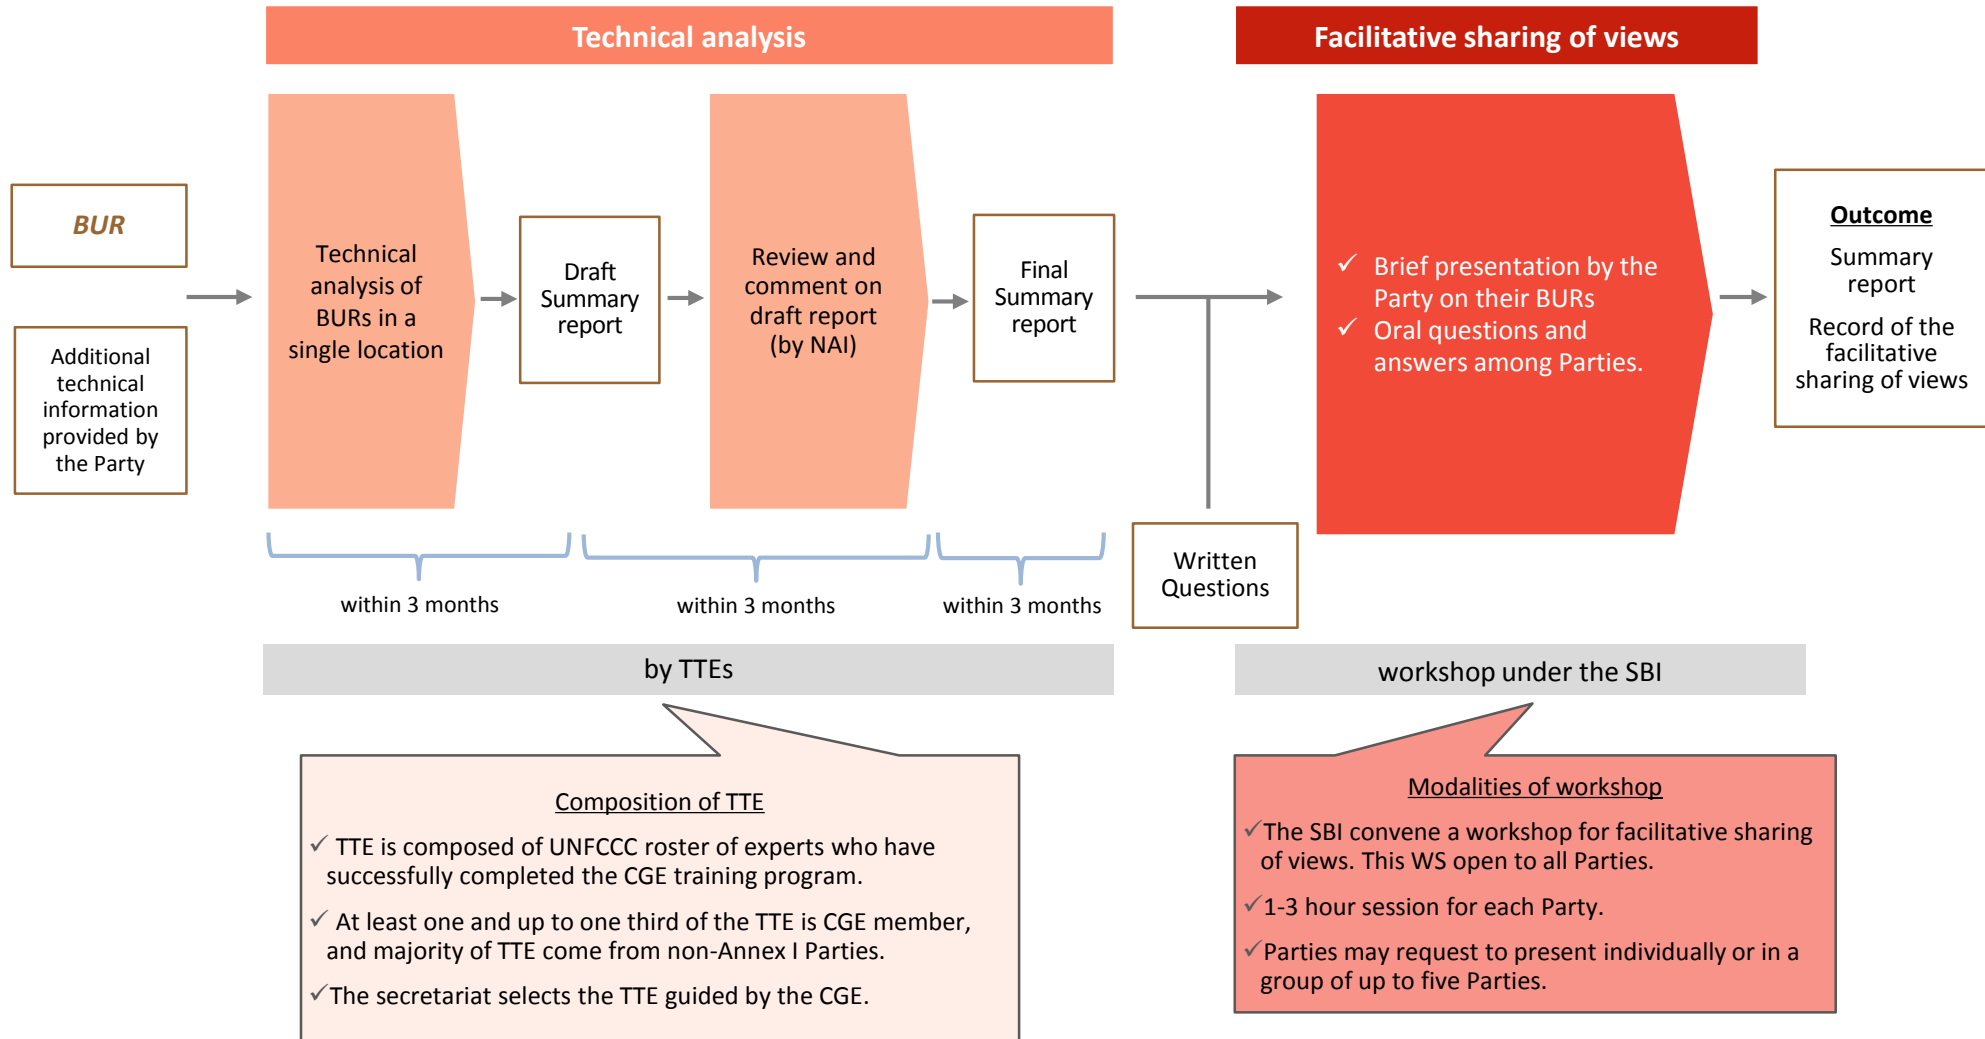 Technical analysis
Facilitative sharing of views
BUR
Additional
technical
information
provided by
the Party
Technical
analysis of
BURs in a
single location
Draft
Summary
report
Review and
comment on
draft report
(by NAI)
Final
Summary
report
✓ Brief presentation by the
Party on their BURs
✓ Oral questions and
answers among Parties.
Outcome
Summary
report
Record of the
facilitative
sharing of views
within 3 months
within 3 months
within 3 months
Written
Questions
by TTEs
workshop under the SBI
Composition of TTE
✓ TTE is composed of UNFCCC roster of experts who have
successfully completed the CGE training program.
✓ At least one and up to one third of the TTE is CGE member,
and majority of TTE come from non-Annex I Parties.
✓The secretariat selects the TTE guided by the CGE.
Modalities of workshop
✓The SBI convene a workshop for facilitative sharing
of views. This WS open to all Parties.
✓1-3 hour session for each Party.
✓Parties may request to present individually or in a
group of up to five Parties.